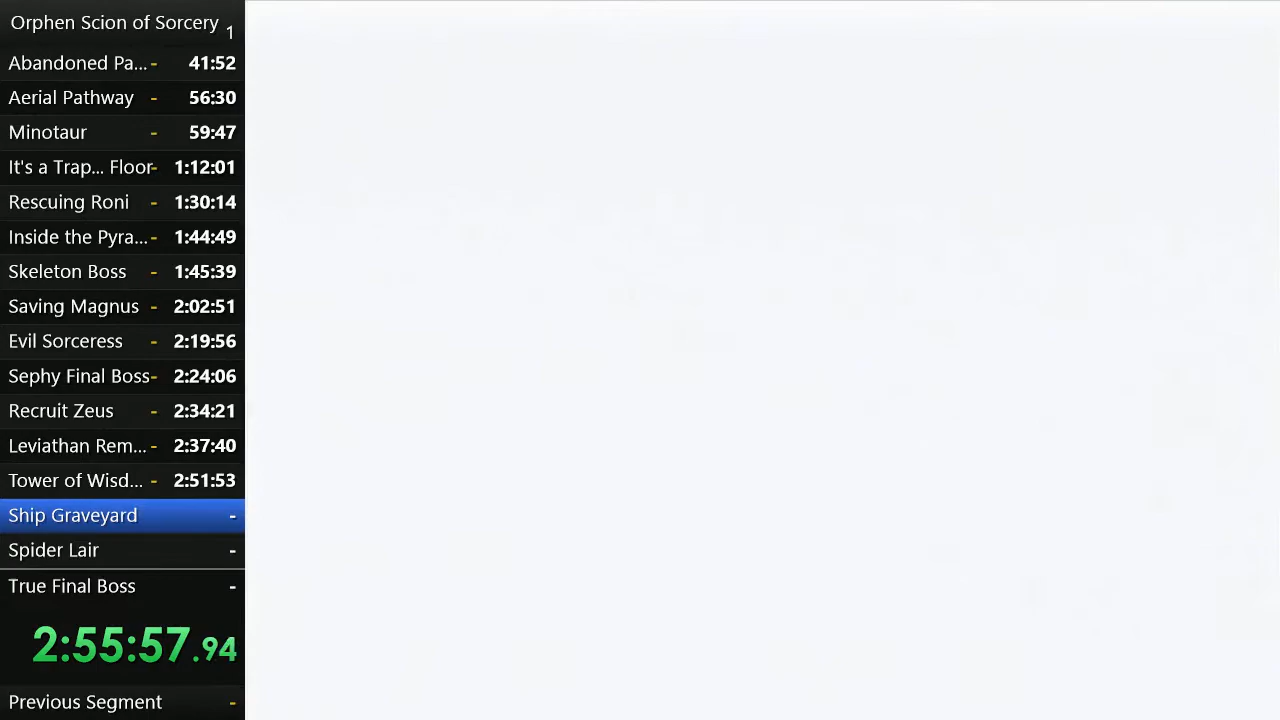 Orphen Scion of Sorcery 1
Abandoned Pa... - 41:52
Aerial Pathway - 56:30
Minotaur - 59:47
It's a Trap... Floor- 1:12:01
Rescuing Roni - 1:30:14
Inside the Pyra... - 1:44:49
Skeleton Boss - 1:45:39
Saving Magnus - 2:02:51
Evil Sorceress - 2:19:56
Sephy Final Boss- 2:24:06
Recruit Zeus - 2:34:21
Leviathan Rem... - 2:37:40
Tower of Wisd... - 2:51:53
Ship Graveyard -
Spider Lair -
True Final Boss -
2:55:57.94
Previous Segment -